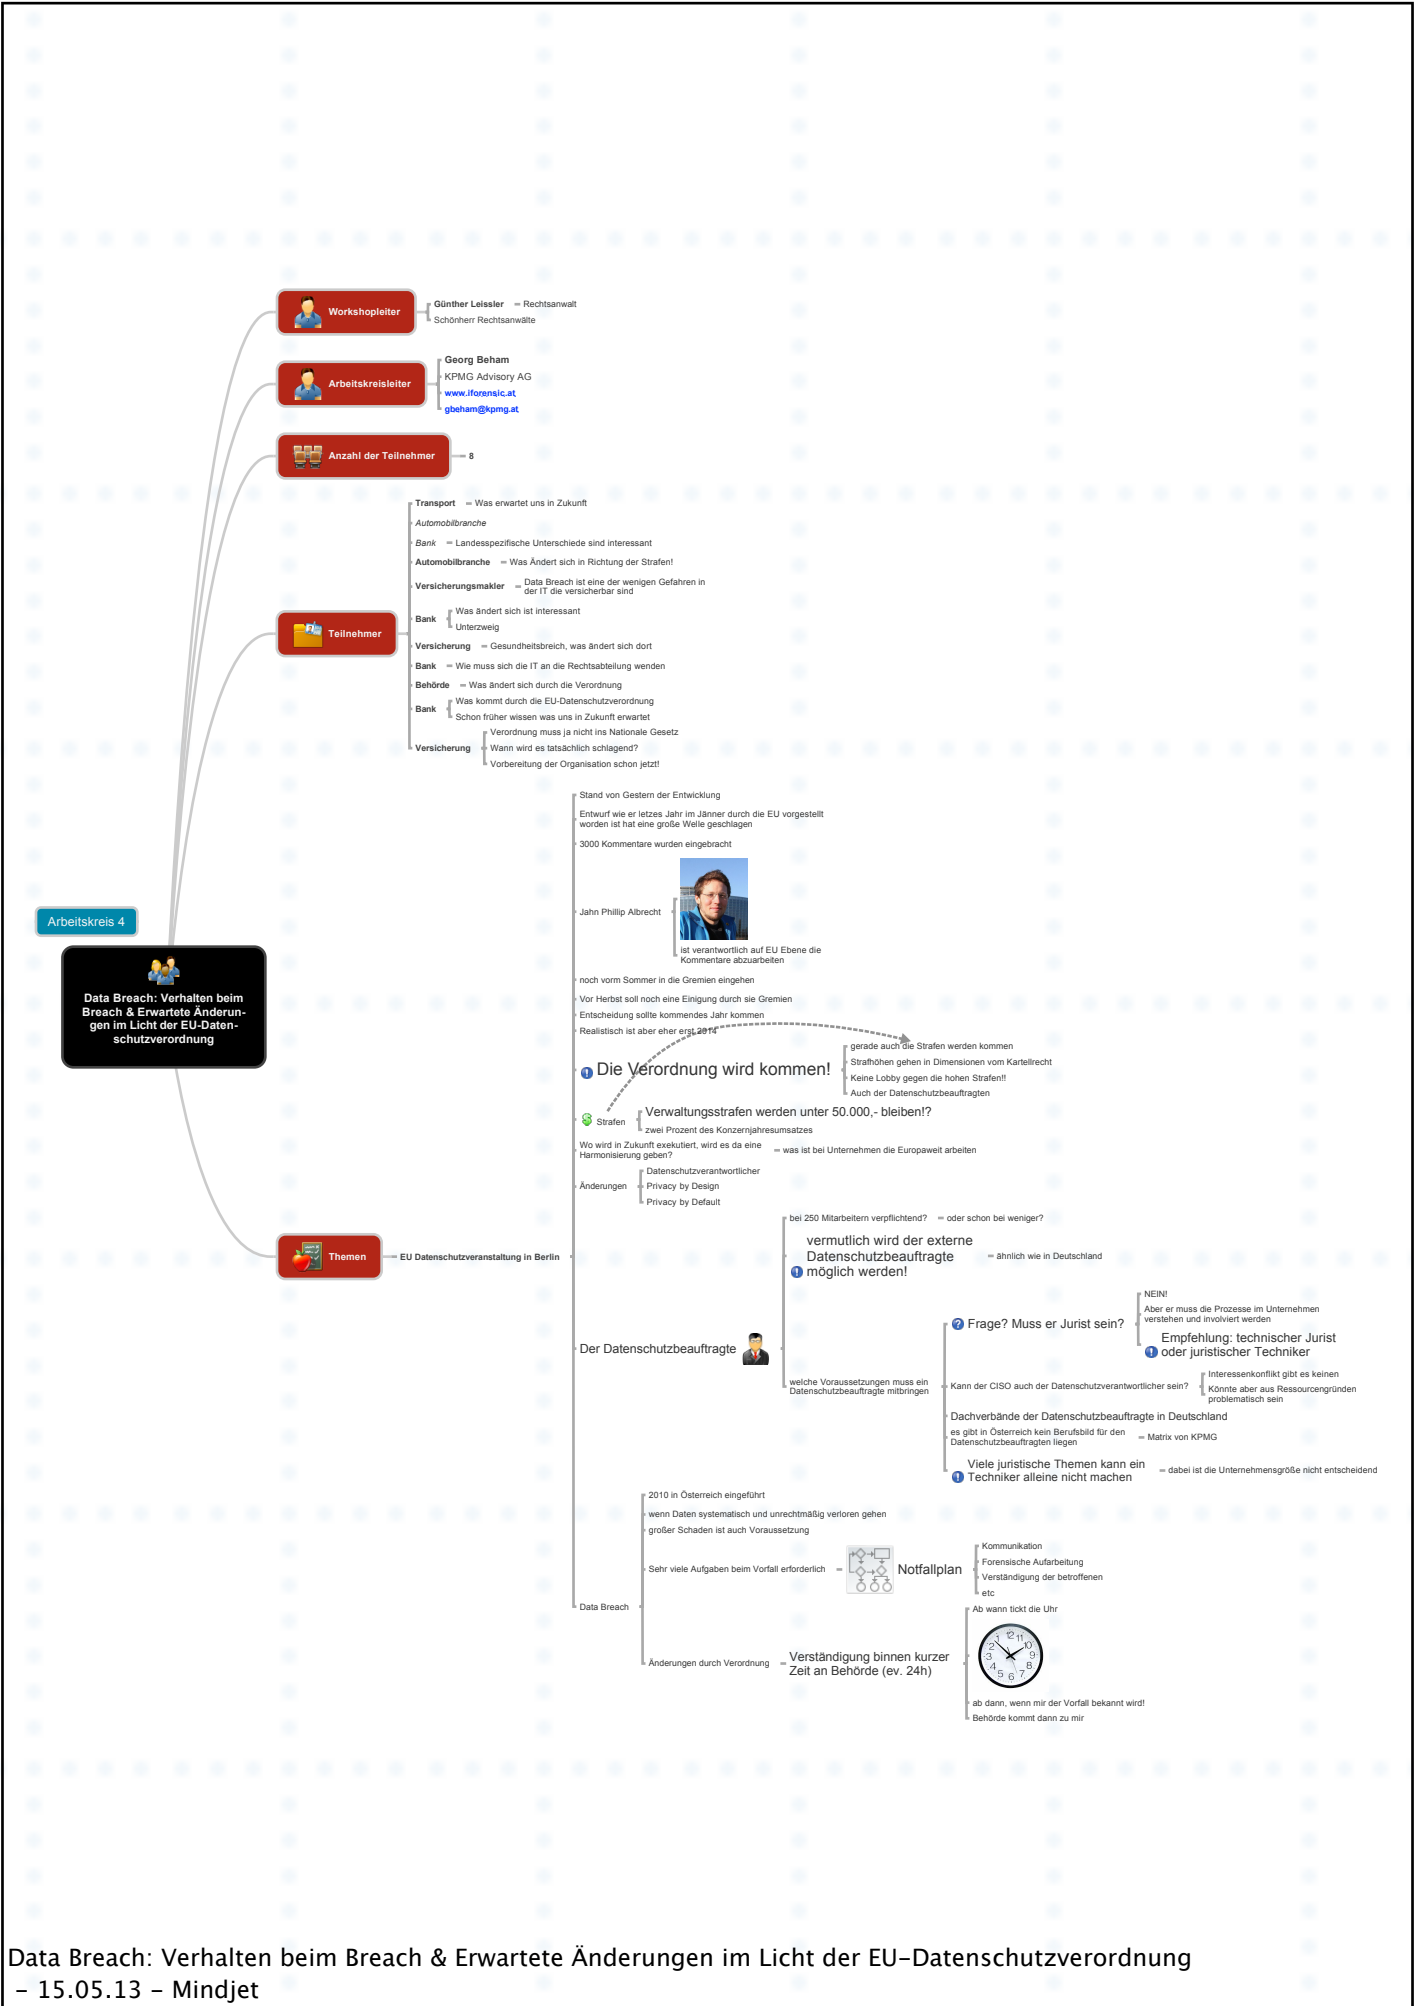 Workshopleiter
Günther Leissler
Rechtsanwalt
Schönherr Rechtsanwälte
Arbeitskreisleiter
Georg Beham
KPMG Advisory AG
www.iforensic.at
gbeham@kpmg.at
Anzahl der Teilnehmer
8
Teilnehmer
Transport
Was erwartet uns in Zukunft
Automobilbranche
Bank
Landesspezifische Unterschiede sind interessant
Automobilbranche
Was Ändert sich in Richtung der Strafen!
Versicherungsmakler
Data Breach ist eine der wenigen Gefahren in
der IT die versicherbar sind
Bank
Was ändert sich ist interessant
Unterzweig
Versicherung
Gesundheitsbreich, was ändert sich dort
Bank
Wie muss sich die IT an die Rechtsabteilung wenden
Behörde
Was ändert sich durch die Verordnung
Bank
Was kommt durch die EU-Datenschutzverordnung
Schon früher wissen was uns in Zukunft erwartet
Versicherung
Verordnung muss ja nicht ins Nationale Gesetz
Wann wird es tatsächlich schlagend?
Vorbereitung der Organisation schon jetzt!
Arbeitskreis 4
Data Breach: Verhalten beim
Breach & Erwartete Änderun-
gen im Licht der EU-Daten-
schutzverordnung
Themen
EU Datenschutzveranstaltung in Berlin
Stand von Gestern der Entwicklung
Entwurf wie er letzes Jahr im Jänner durch die EU vorgestellt
worden ist hat eine große Welle geschlagen
3000 Kommentare wurden eingebracht
Jahn Phillip Albrecht
ist verantwortlich auf EU Ebene die
Kommentare abzuarbeiten
noch vorm Sommer in die Gremien eingehen
Vor Herbst soll noch eine Einigung durch sie Gremien
Entscheidung sollte kommendes Jahr kommen
Realistisch ist aber eher erst 2014
Die Verordnung wird kommen!
gerade auch die Strafen werden kommen
Strafhöhen gehen in Dimensionen vom Kartellrecht
Keine Lobby gegen die hohen Strafen!!
Auch der Datenschutzbeauftragten
Strafen
Verwaltungsstrafen werden unter 50.000,- bleiben!?
zwei Prozent des Konzernjahresumsatzes
Wo wird in Zukunft exekutiert, wird es da eine
Harmonisierung geben?
was ist bei Unternehmen die Europaweit arbeiten
Änderungen
Datenschutzverantwortlicher
Privacy by Design
Privacy by Default
Der Datenschutzbeauftragte
bei 250 Mitarbeitern verpflichtend?
oder schon bei weniger?
vermutlich wird der externe
Datenschutzbeauftragte
möglich werden!
ähnlich wie in Deutschland
welche Voraussetzungen muss ein
Datenschutzbeauftragte mitbringen
Frage? Muss er Jurist sein?
NEIN!
Aber er muss die Prozesse im Unternehmen
verstehen und involviert werden
Empfehlung: technischer Jurist
oder juristischer Techniker
Kann der CISO auch der Datenschutzverantwortlicher sein?
Interessenkonflikt gibt es keinen
Könnte aber aus Ressourcengründen
problematisch sein
Dachverbände der Datenschutzbeauftragte in Deutschland
es gibt in Österreich kein Berufsbild für den
Datenschutzbeauftragten liegen
Matrix von KPMG
Viele juristische Themen kann ein
Techniker alleine nicht machen
dabei ist die Unternehmensgröße nicht entscheidend
Data Breach
2010 in Österreich eingeführt
wenn Daten systematisch und unrechtmäßig verloren gehen
großer Schaden ist auch Voraussetzung
Sehr viele Aufgaben beim Vorfall erforderlich
Notfallplan
Kommunikation
Forensische Aufarbeitung
Verständigung der betroffenen
etc
Änderungen durch Verordnung
Verständigung binnen kurzer
Zeit an Behörde (ev. 24h)
Ab wann tickt die Uhr
12
11
10
9
8
7
6
5
4
3
2
1
ab dann, wenn mir der Vorfall bekannt wird!
Behörde kommt dann zu mir
Data Breach: Verhalten beim Breach & Erwartete Änderungen im Licht der EU-Datenschutzverordnung
- 15.05.13 - Mindjet